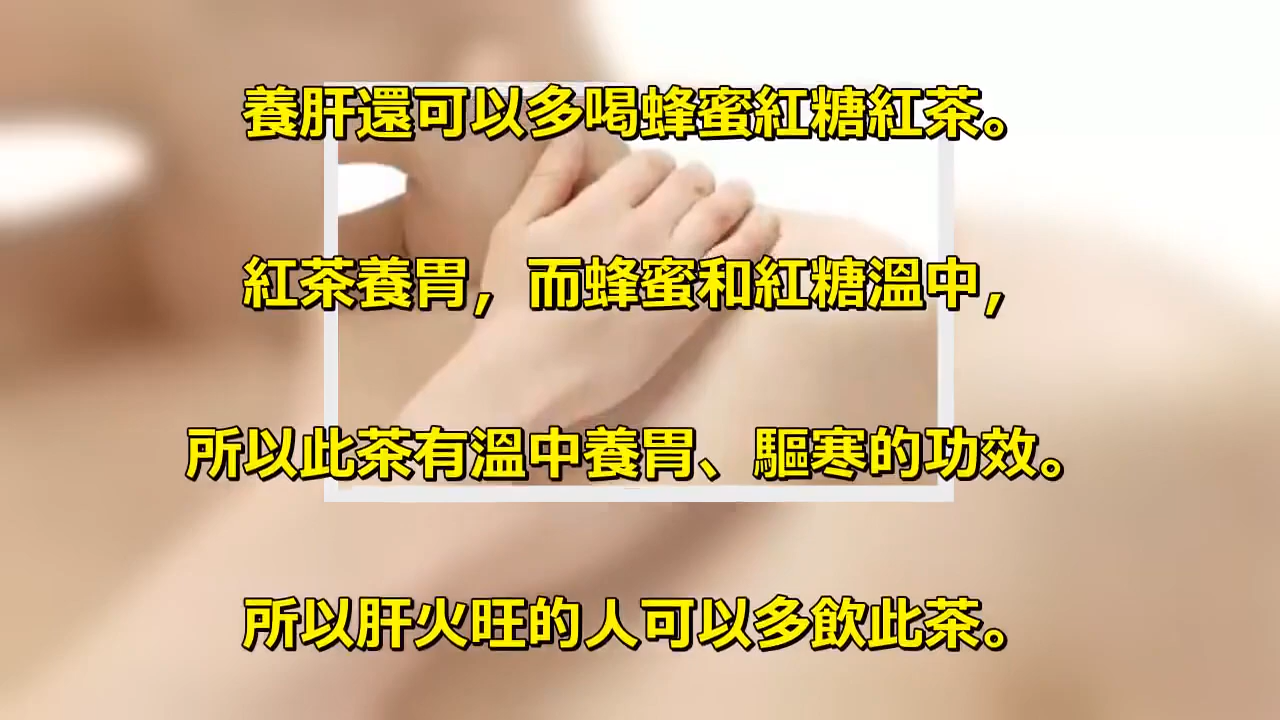 養肝還可以多喝蜂蜜紅糖紅茶。
紅茶養胃，而蜂蜜和紅糖溫中，
所以此茶有溫中養胃、驅寒的功效。
所以肝火旺的人可以多飲此茶。